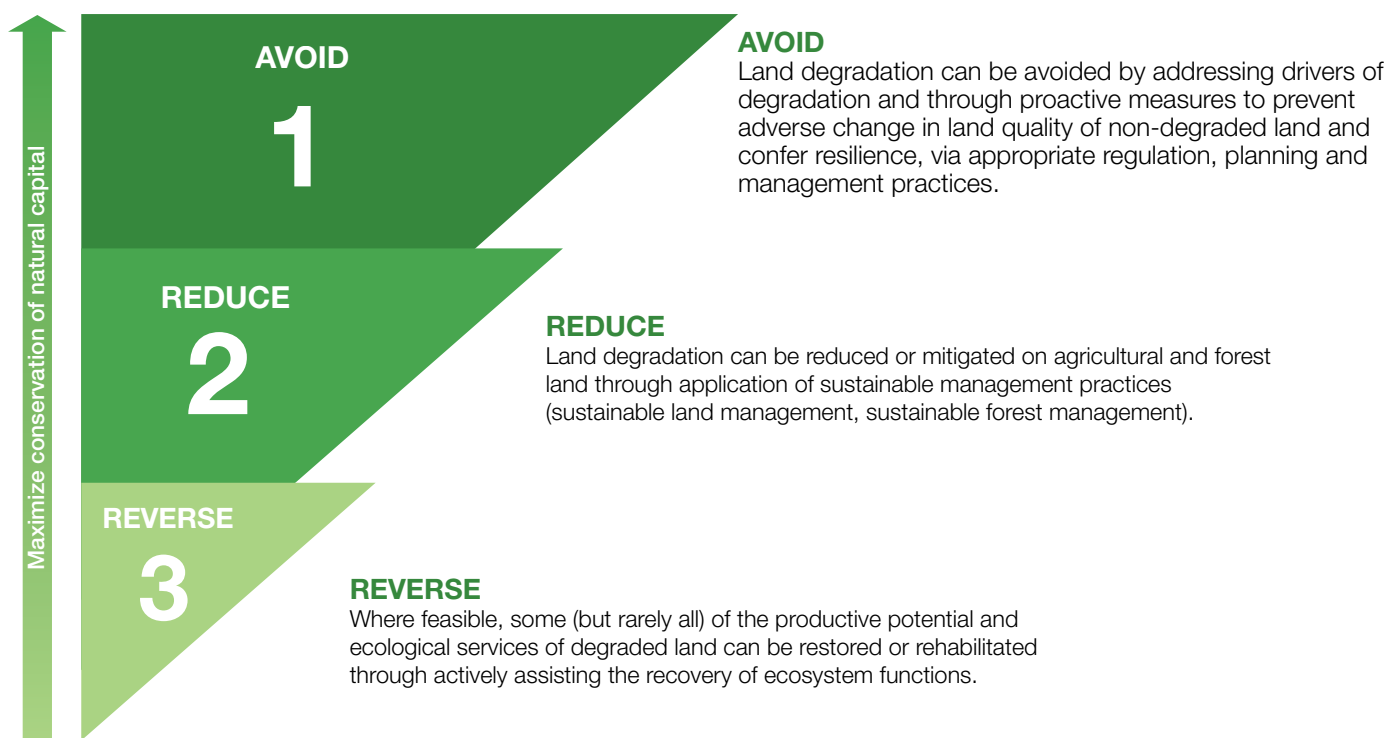 Maximize conservation of natural capital
AVOID
1
AVOID
Land degradation can be avoided by addressing drivers of
degradation and through proactive measures to prevent
adverse change in land quality of non-degraded land and
confer resilience, via appropriate regulation, planning and
management practices.
REDUCE
2
REDUCE
Land degradation can be reduced or mitigated on agricultural and forest
land through application of sustainable management practices
(sustainable land management, sustainable forest management).
REVERSE
3
REVERSE
Where feasible, some (but rarely all) of the productive potential and
ecological services of degraded land can be restored or rehabilitated
through actively assisting the recovery of ecosystem functions.